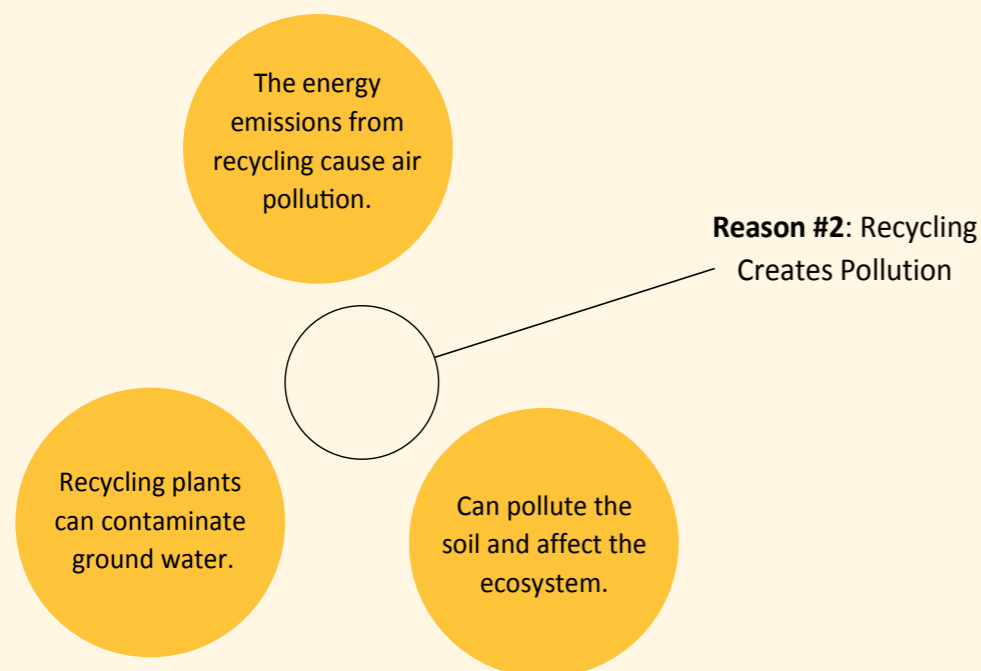 The energy
emissions from
recycling cause air
pollution.
Reason #2: Recycling
Creates Pollution
Recycling plants
can contaminate
ground water.
Can pollute the
soil and affect the
ecosystem.